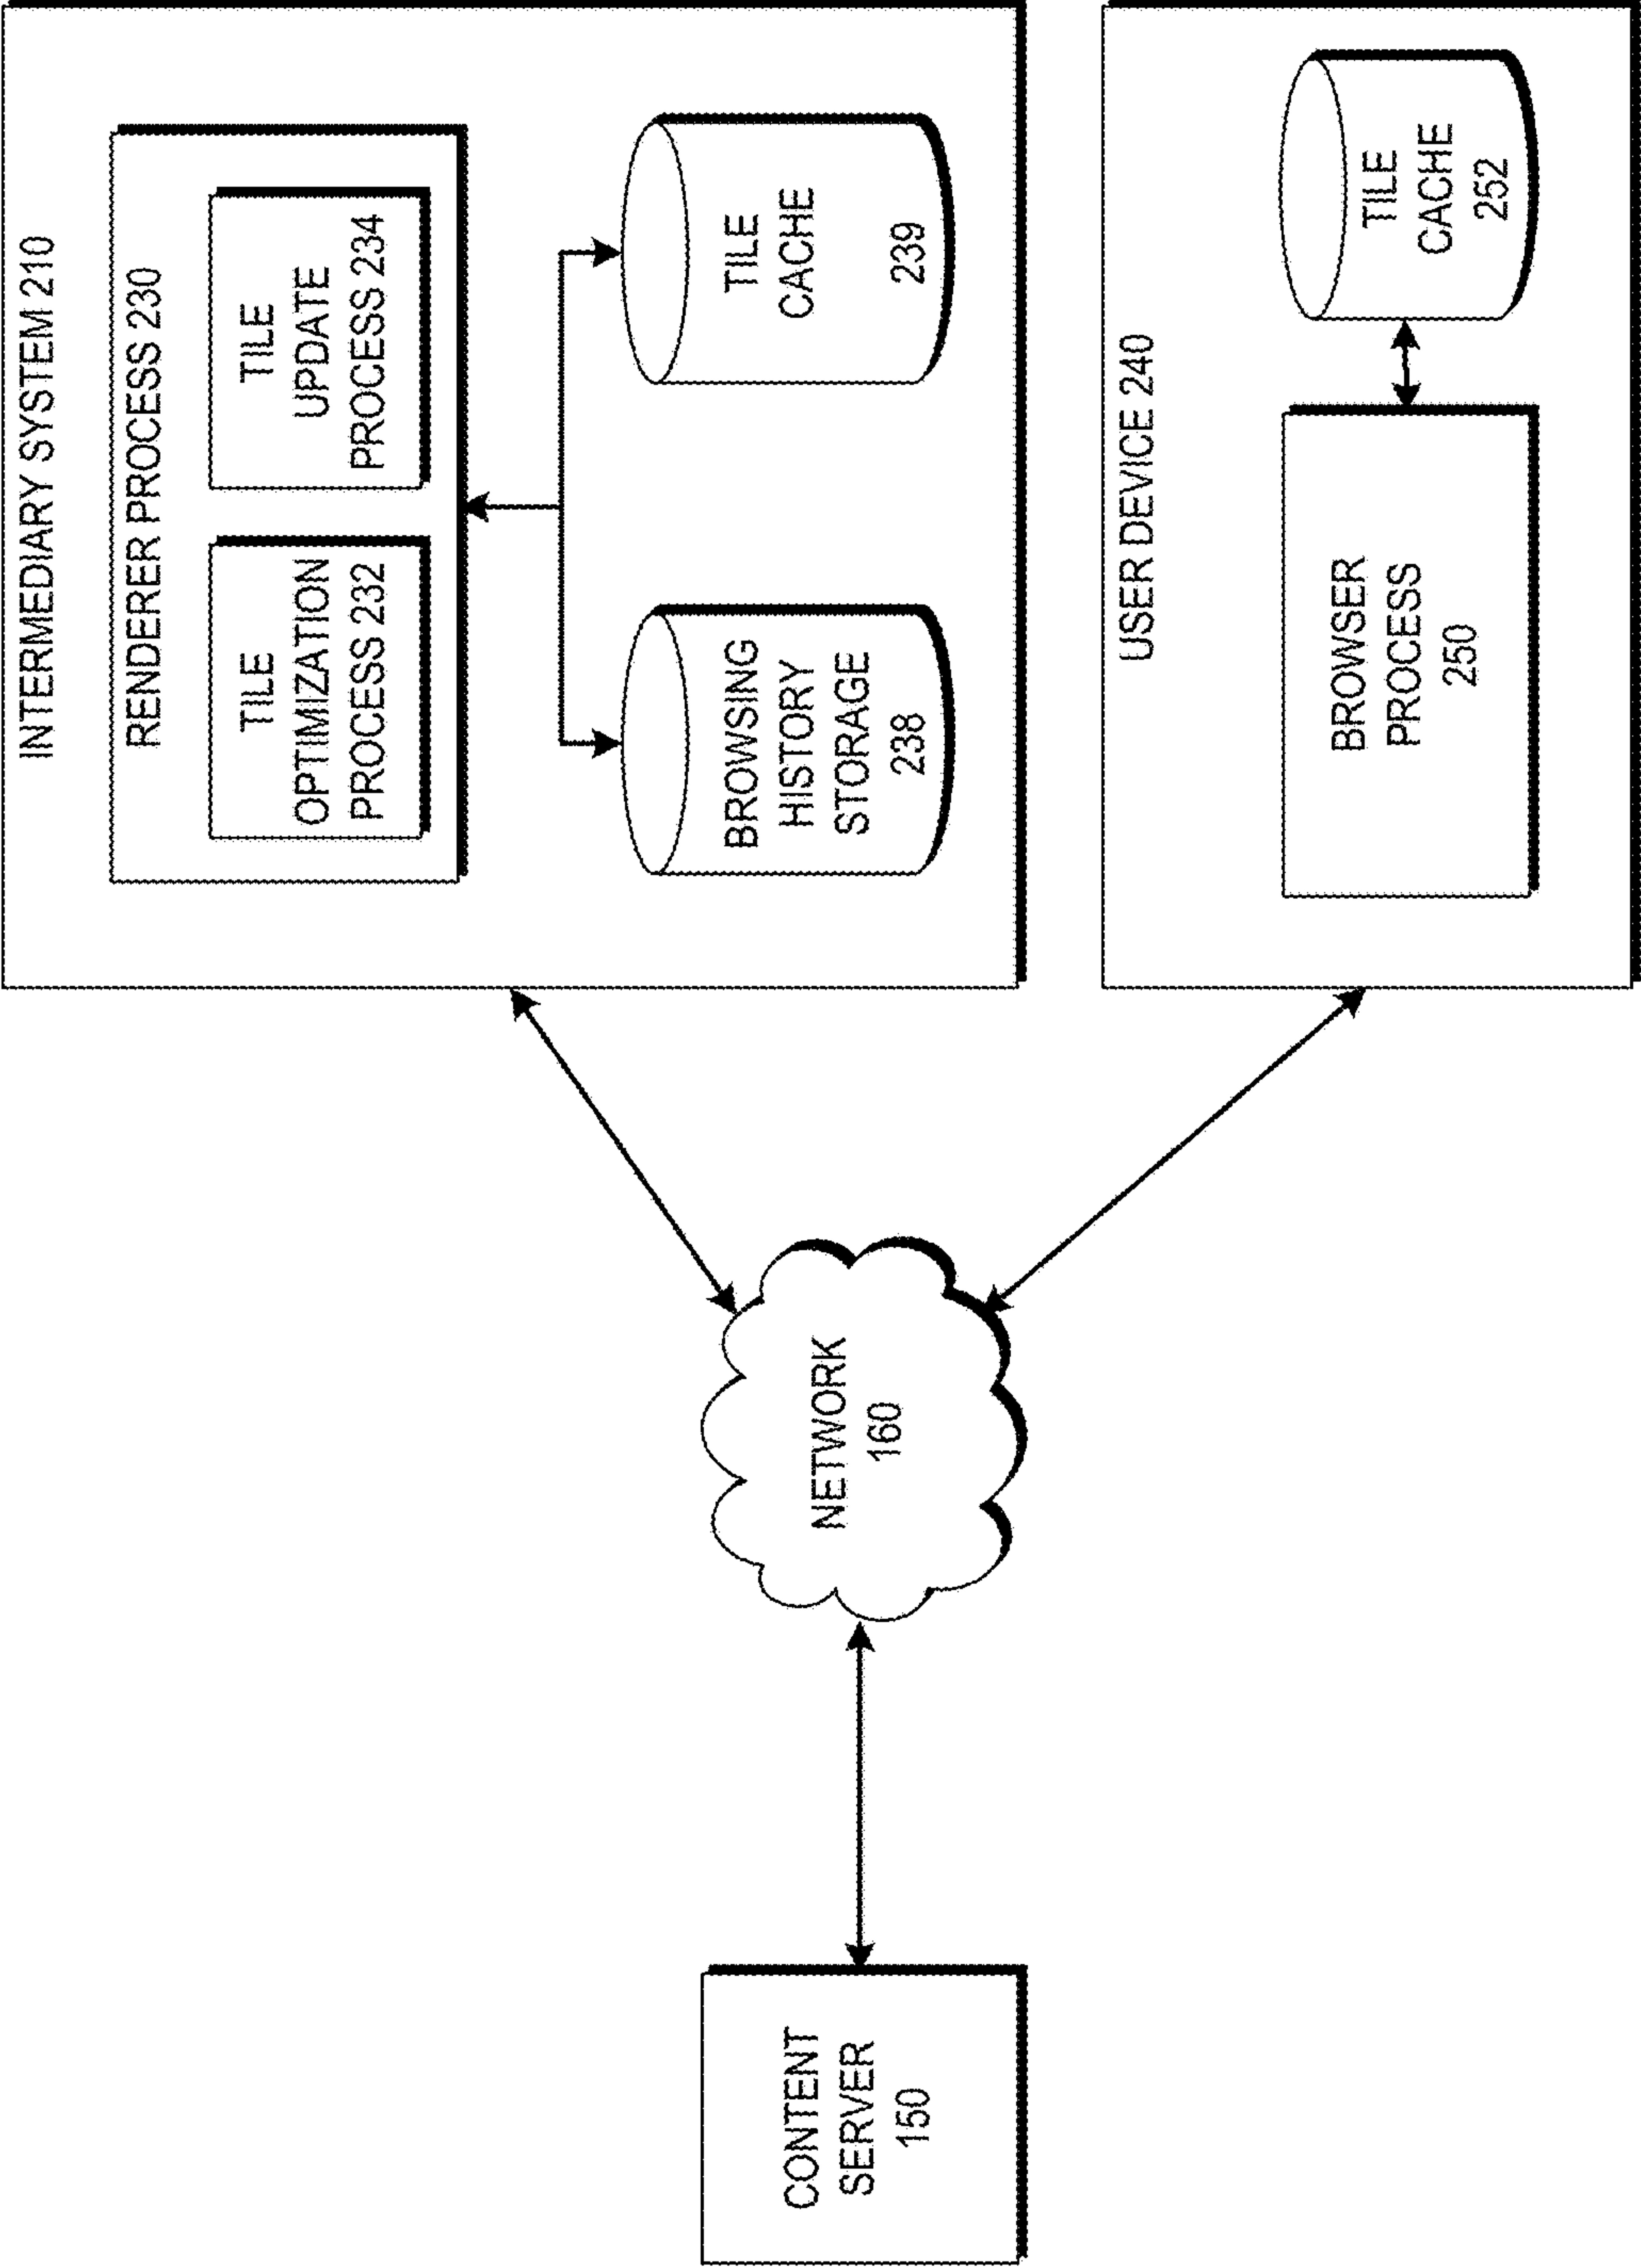 INTERMEDIARY SYSTEM 210
RENDERER PROCESS 230
TILE
OPTIMIZATION
PROCESS 232
TILE
UPDATE
PROCESS 234
BROWSING
HISTORY
STORAGE
238
TILE
CACHE
239
CONTENT
SERVER
150
NETWORK
160
USER DEVICE 240
BROWSER
PROCESS
250
TILE
CACHE
252